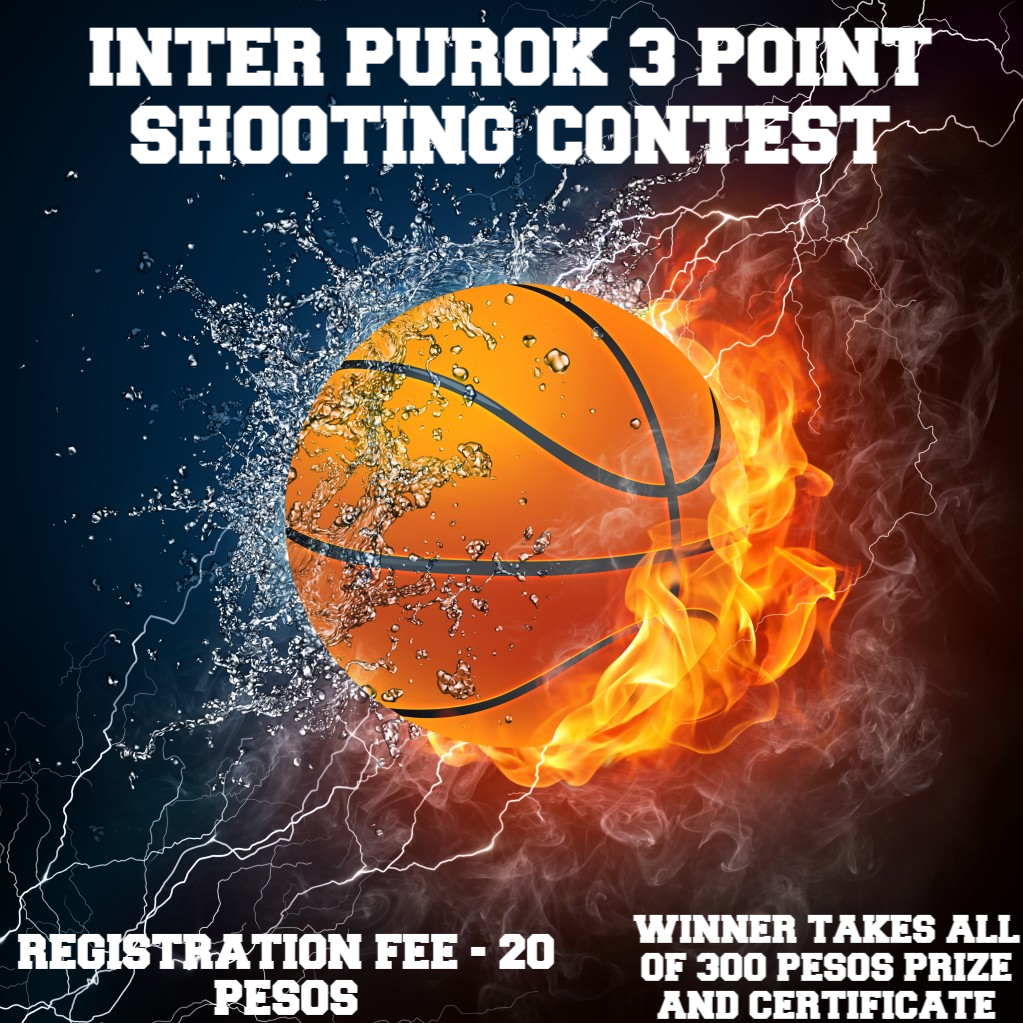 INTER PUROK 3 POINT
SHOOTING CONTEST
REGISTRATION FEE - 20
PESOS
WINNER TAKES ALL
OF 300 PESOS PRIZE
AND CERTIFICATE